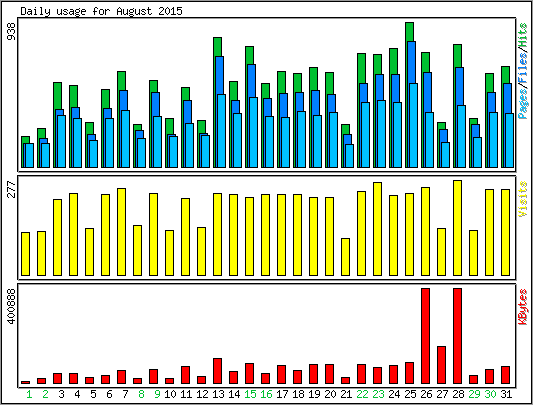 Daily usage for August 2015
938
Pages/Files/Hits
277
Visits
400888
KBytes
1 2 3 4 5 6 7 8 9 10 11 12 13 14 15 16 17 18 19 20 21 22 23 24 25 26 27 28 29 30 31